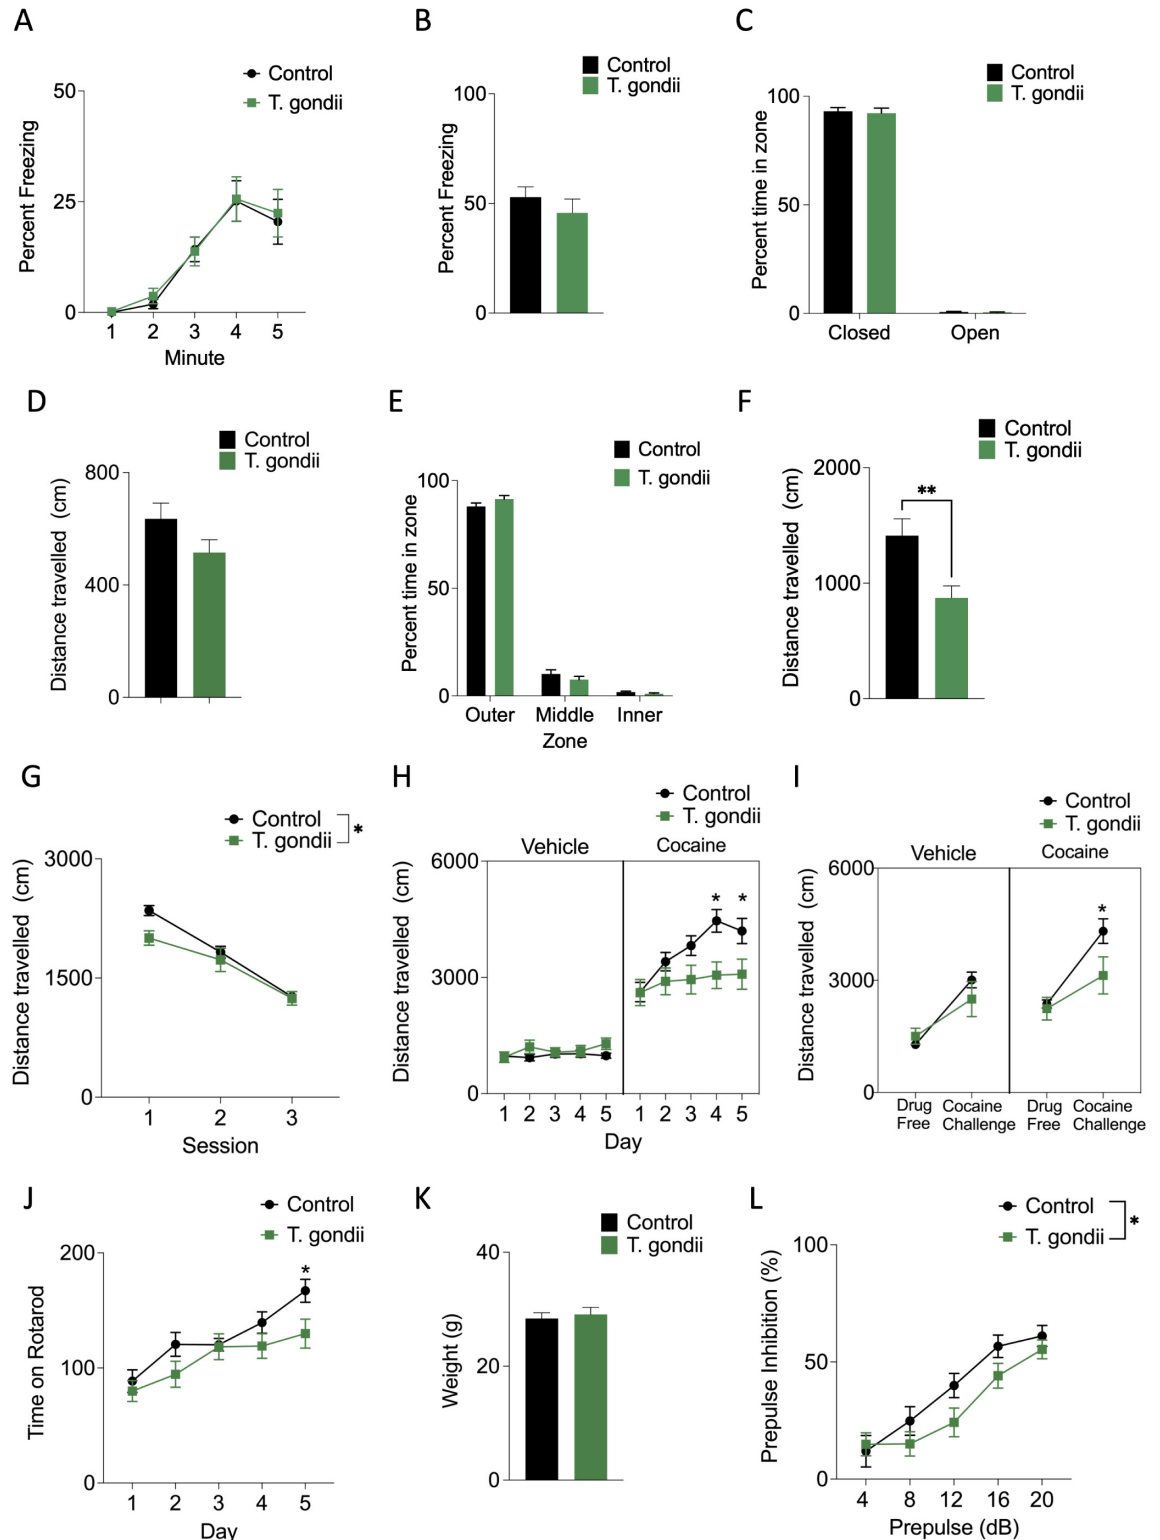 A
Control
T. gondii
50
25
0
Percent Freezing
1 2 3 4 5
Minute
B
Control
T. gondii
100
50
0
Percent Freezing
C
Control
T. gondii
100
50
0
Percent time in zone
Closed Open
D
Control
T. gondii
800
400
0
Distance travelled (cm)
E
Control
T. gondii
100
50
0
Percent time in zone
Outer Middle Inner
Zone
F
Control
T. gondii
2000
1000
0
Distance travelled (cm)
**
G
Control
T. gondii
*
3000
1500
0
Distance travelled (cm)
1 2 3
Session
H
Control
T. gondii
Vehicle Cocaine
6000
3000
0
Distance travelled (cm)
* *
1 2 3 4 5 1 2 3 4 5
Day
I
Control
T. gondii
Vehicle Cocaine
6000
3000
0
Distance travelled (cm)
*
Drug Cocaine Drug Cocaine
Free Challenge Free Challenge
J
Control
T. gondii
200
100
0
Time on Rotarod
*
1 2 3 4 5
Day
K
Control
T. gondii
40
20
0
Weight (g)
L
Control
T. gondii
*
100
50
0
Prepulse Inhibition (%)
4 8 12 16 20
Prepulse (dB)